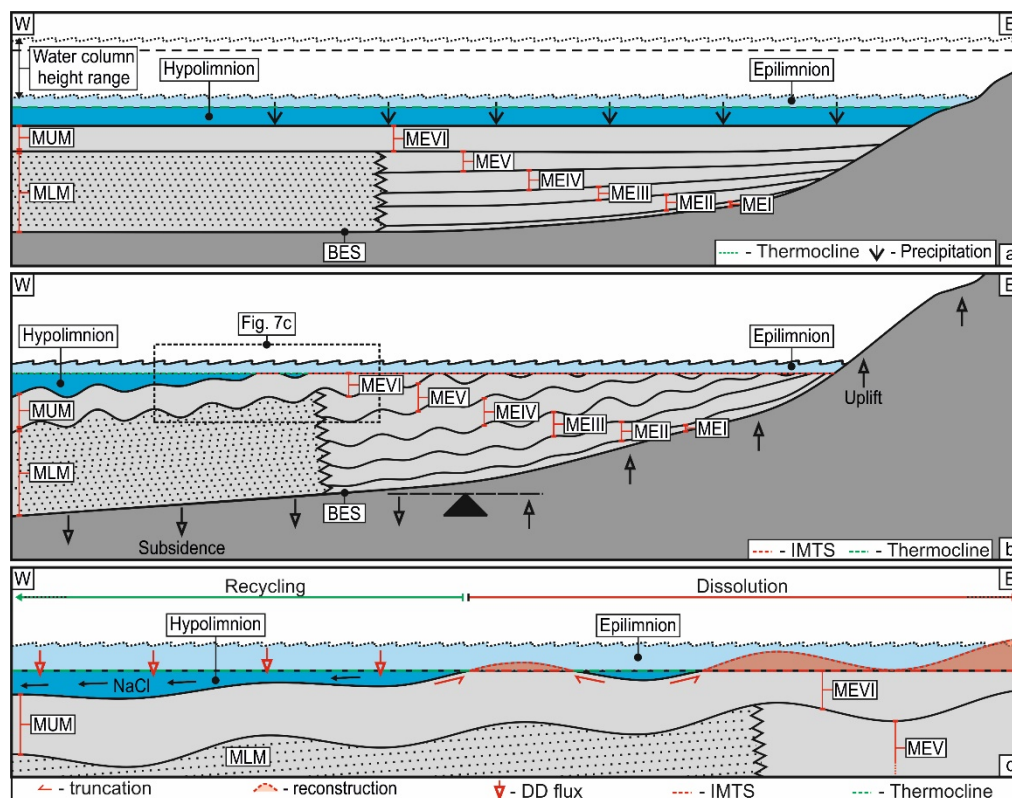 W
E
Water column
height range
Hypolimnion
Epilimnion
MUM
MEVI
MEV
MLM
MEIV
MEIII
MEII
MEI
BES
- Thermocline
- Precipitation
a
W
E
Hypolimnion
Fig. 7c
Epilimnion
MEVI
MUM
MEV
Uplift
MEIV
MEIII
MEII
MEI
MLM
BES
Subsidence
- IMTS
- Thermocline
b
W
E
Recycling
Dissolution
Hypolimnion
Epilimnion
NaCl
MEVI
MUM
MEV
MLM
c
- truncation
- reconstruction
- DD flux
- IMTS
- Thermocline